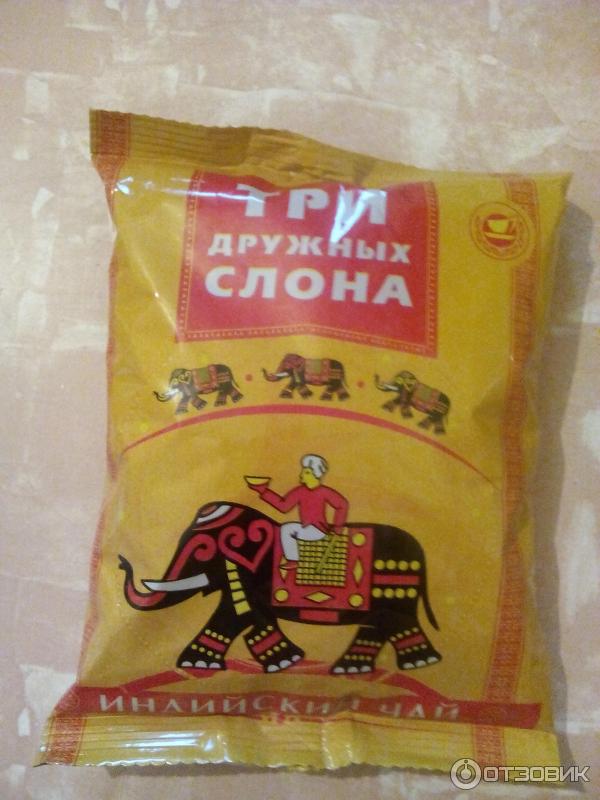 ТРИ
ДРУЖНЫХ
СЛОНА
ИНДИЙСКИЙ ЧАЙ
ОТЗОВИК